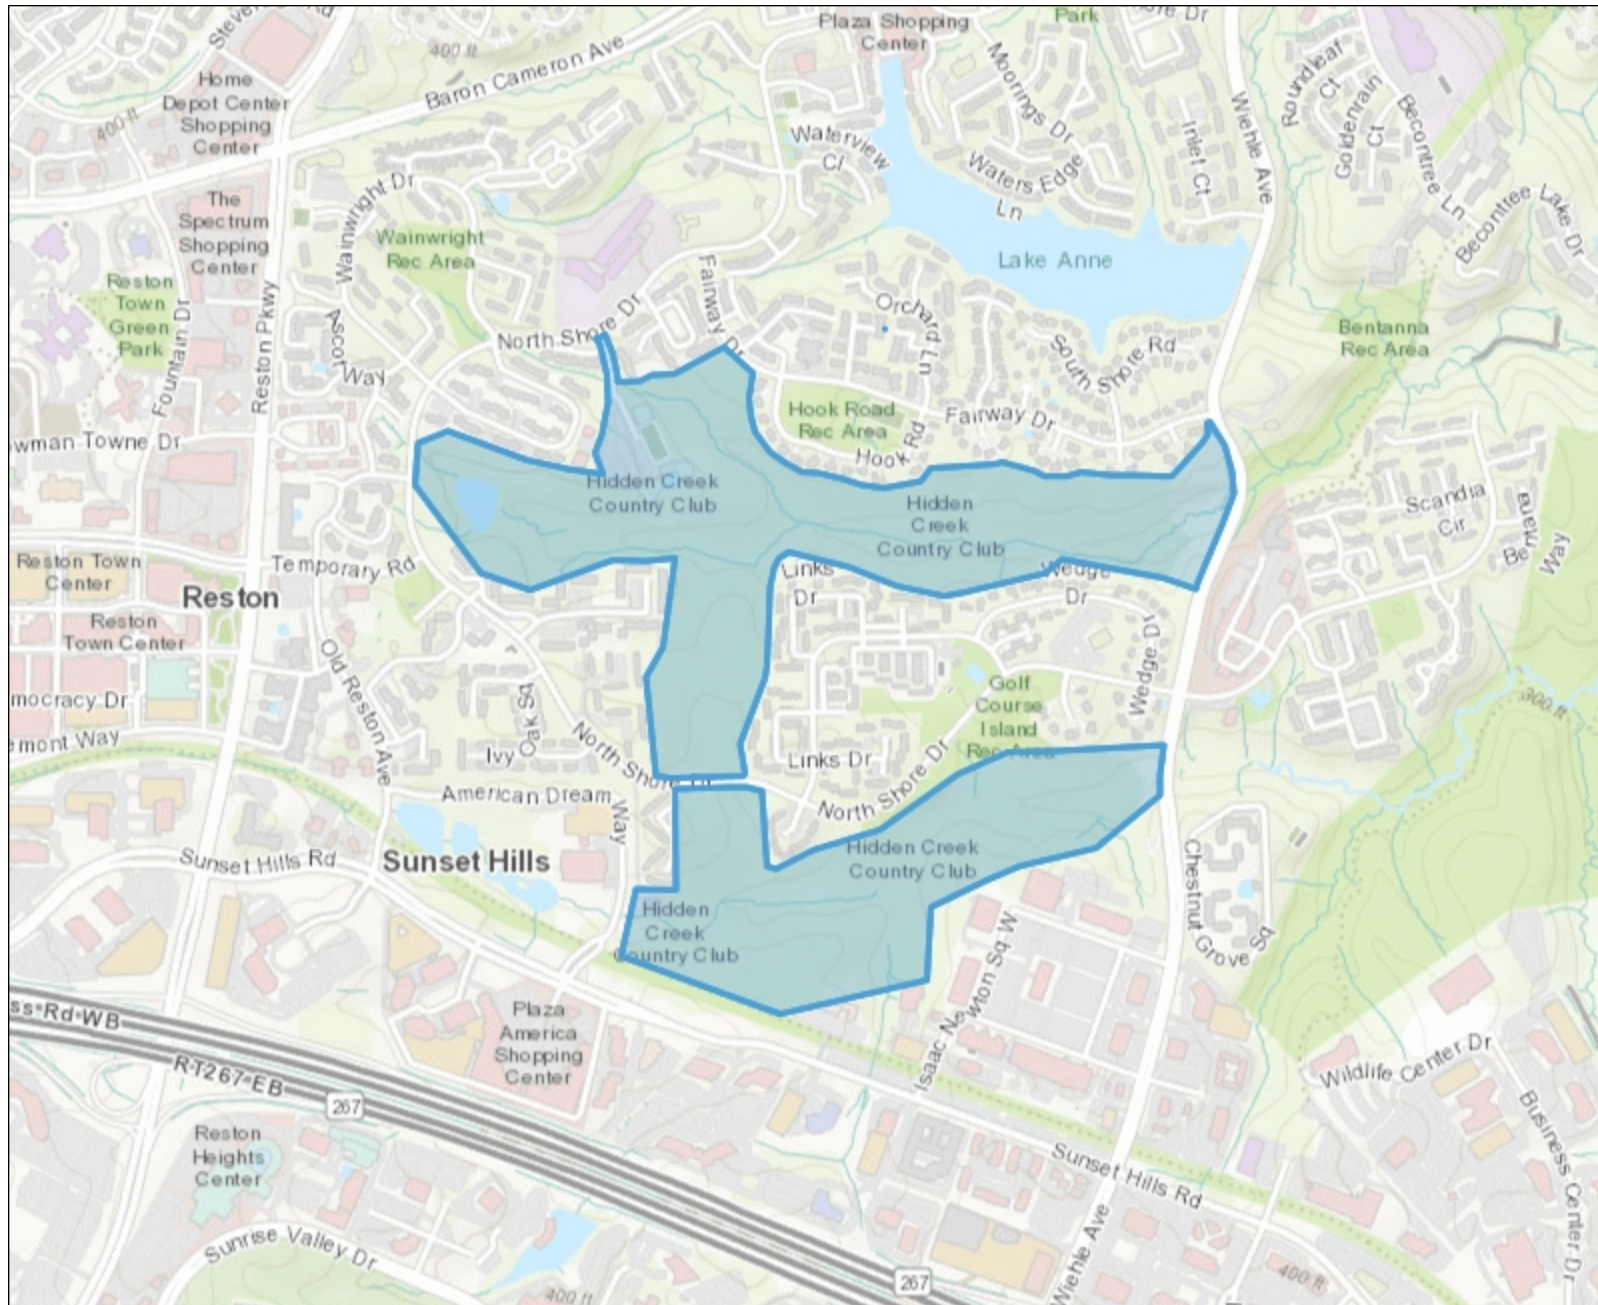 Plaza Shopping
Center
Park
400 ft
Home
Depot Center
Shopping
Center
Baron Cameron Ave
Moorings Dr
Roundleaf
Ct
Goldenrain
Ct
Becontree Ln
Wiehle Ave
400 ft
Waterview
Cl
Inlet Ct
Waters Edge
Ln
Becontree Lake Dr
The
Spectrum
Shopping
Center
Wainwright Dr
Wainwright
Rec Area
Lake Anne
Reston
Town
Green
Park
Fountain Dr
Reston Pkwy
Ascot
Way
North Shore Dr
Fairway Dr
Orchard Ln
South Shore Rd
Bentanna
Rec Area
Hook Road
Rec Area
Fairway Dr
Hook Rd
owman Towne Dr
Hidden Creek
Country Club
Hidden
Creek
Country Club
Scandia
Cir
Way
Reston Town
Center
Temporary Rd
Links
Dr
Wedge
Dr
Reston
Reston
Town Center
Old Reston Ave
Wedge Dr
Golf
Course
Island
Rec Area
mocracy Dr
300 ft
emont Way
Ivy
Oak Sq
North Shore Dr
Links Dr
North Shore Dr
American Dream
Way
Sunset Hills Rd
Sunset Hills
Hidden Creek
Country Club
Chestnut Grove Sq
Hidden
Creek
Country Club
Isaac Newton Sq W
ss Rd WB
Plaza
America
Shopping
Center
RT267 EB
267
Wildlife Center Dr
Business Center Dr
Reston
Heights
Center
Sunset Hills Rd
Sunrise Valley Dr
Wiehle Ave
267
400 ft
400 ft